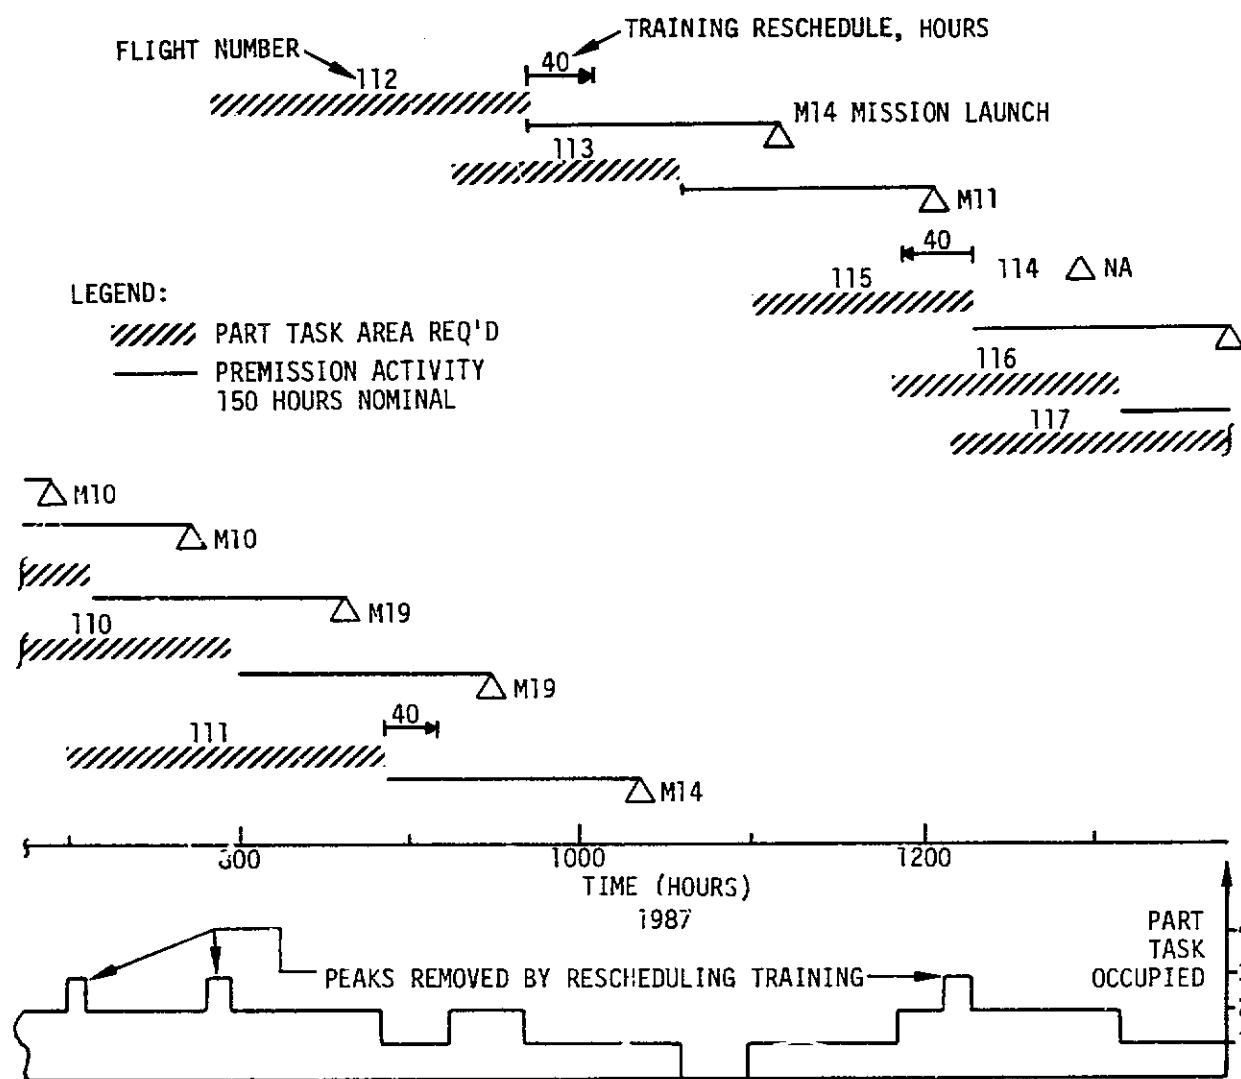 TRAINING RESCHEDULE, HOURS
FLIGHT NUMBER
40
112
M14 MISSION LAUNCH
113
M11
40
114 NA
115
LEGEND:
PART TASK AREA REQ'D
PREMISSION ACTIVITY
150 HOURS NOMINAL
116
117
M10
M10
M19
110
M19
40
111
M14
800 1000 1200
TIME (HOURS)
1987
PART
TASK
OCCUPIED
PEAKS REMOVED BY RESCHEDULING TRAINING